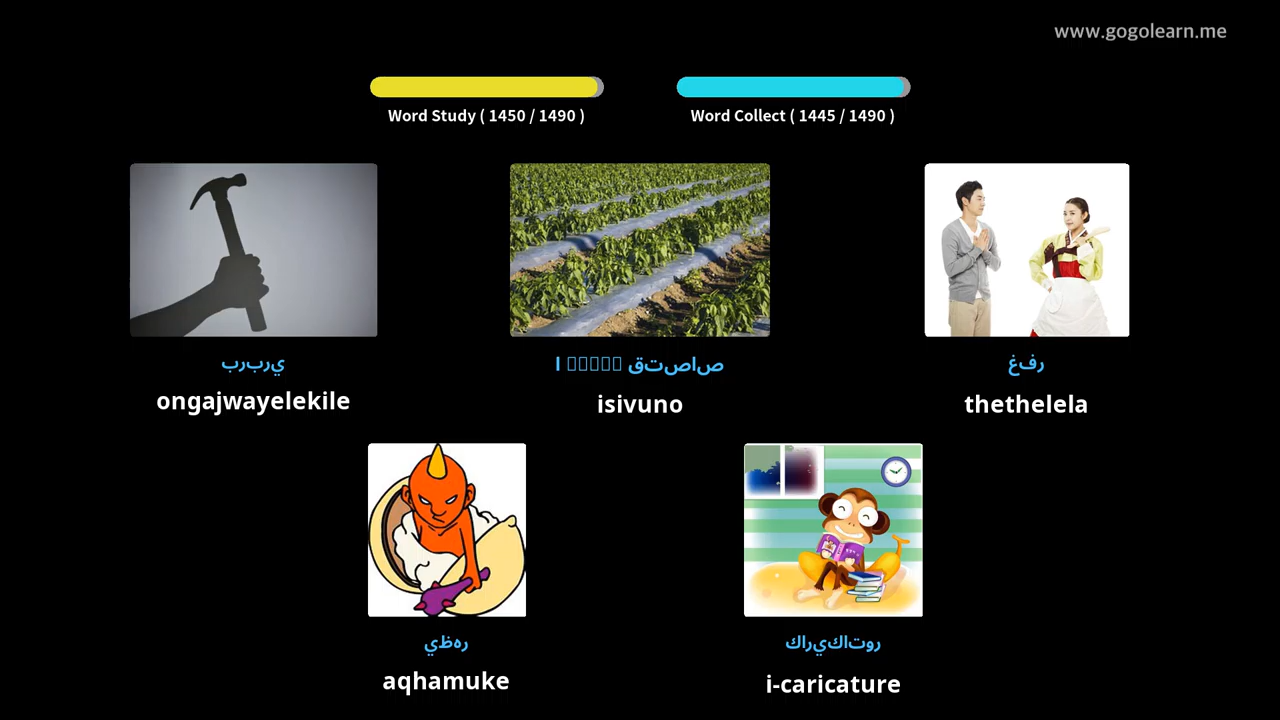 www.gogolearn.me
Word Study ( 1450 / 1490 )
Word Collect ( 1445 / 1490 )
يربرب
صاصتق ا
رفغ
ongajwayelekile
isivuno
thethelela
رهظي
روتاكيراك
aqhamuke
i-caricature